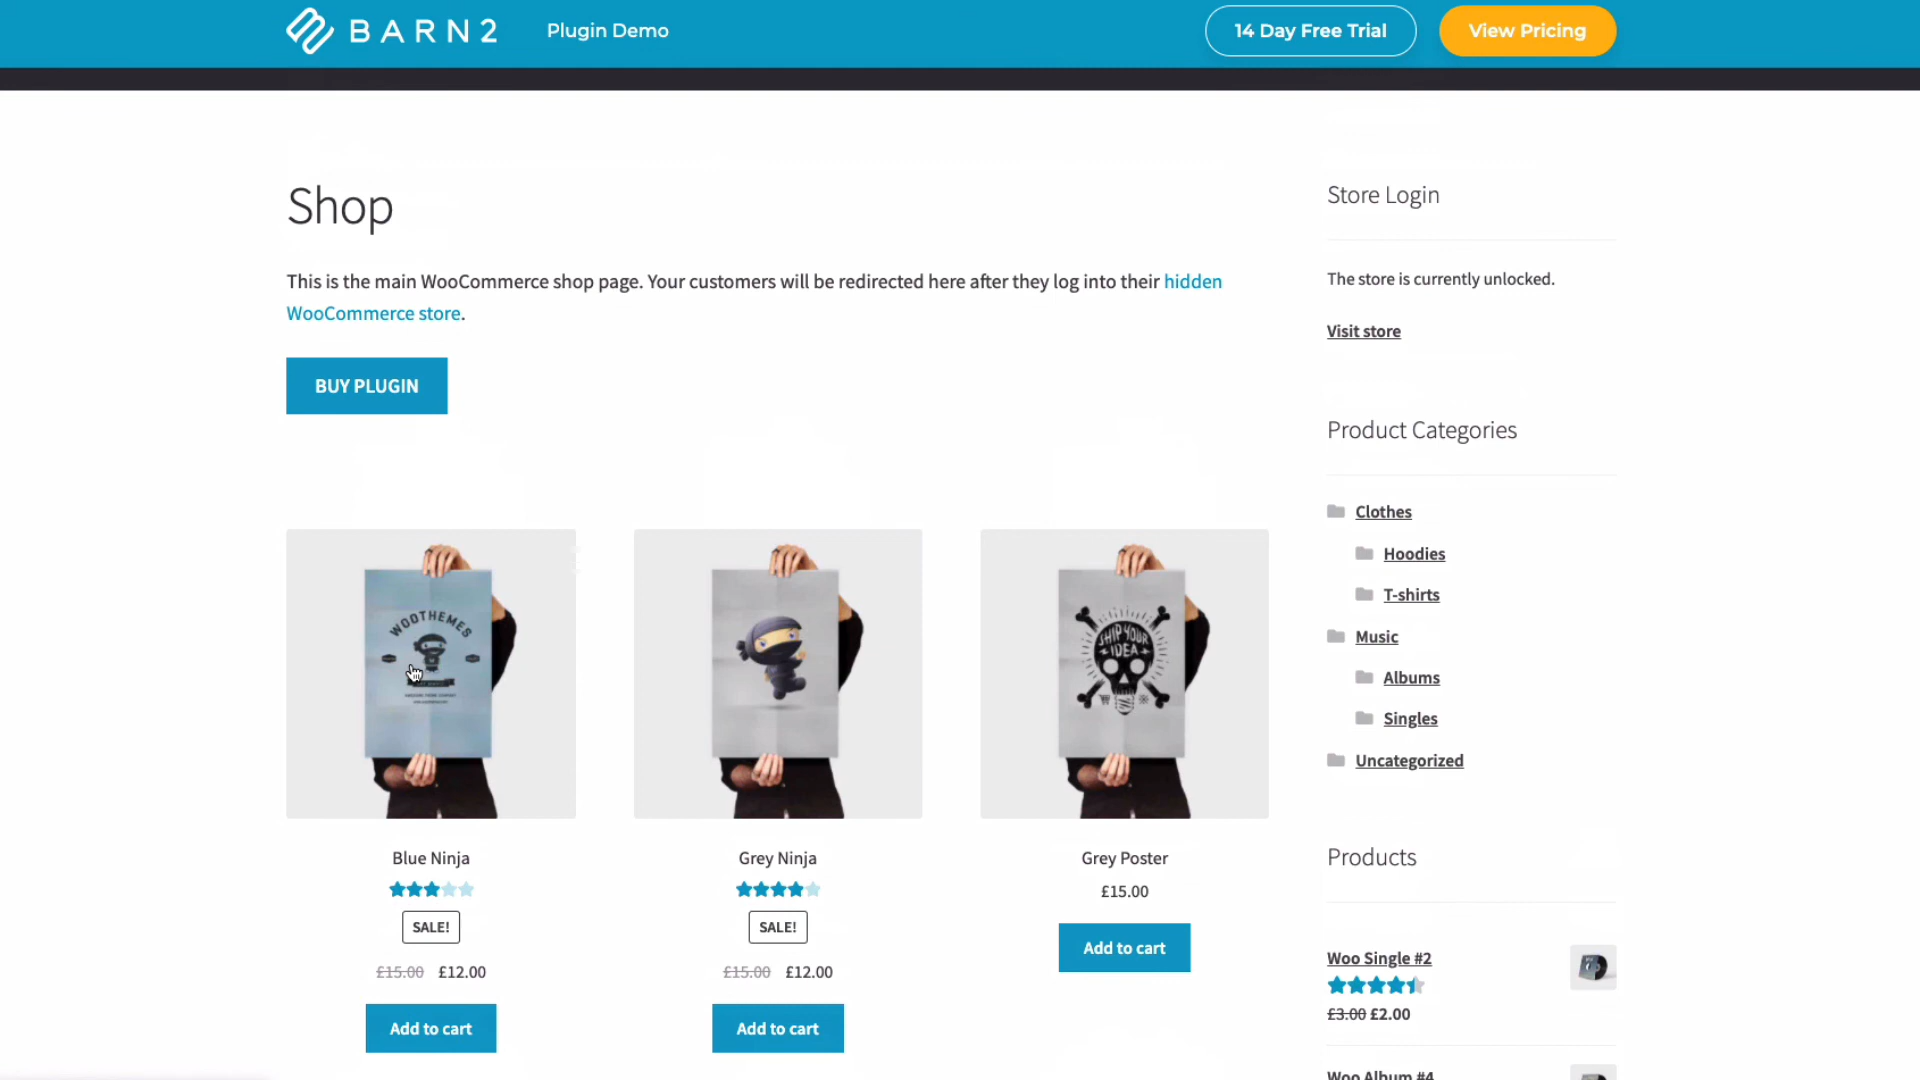 BARN2
Plugin Demo
14 Day Free Trial
View Pricing
Shop
This is the main WooCommerce shop page. Your customers will be redirected here after they log into their hidden
WooCommerce store.
BUY PLUGIN
WOOTHEMES
SHIP YOUR
IDEA
Blue Ninja
SALE!
£15.00 £12.00
Add to cart
Grey Ninja
SALE!
£15.00 £12.00
Add to cart
Grey Poster
£15.00
Add to cart
Store Login
The store is currently unlocked.
Visit store
Product Categories
Clothes
Hoodies
T-shirts
Music
Albums
Singles
Uncategorized
Products
Woo Single #2
£3.00 £2.00
Woo Album #4